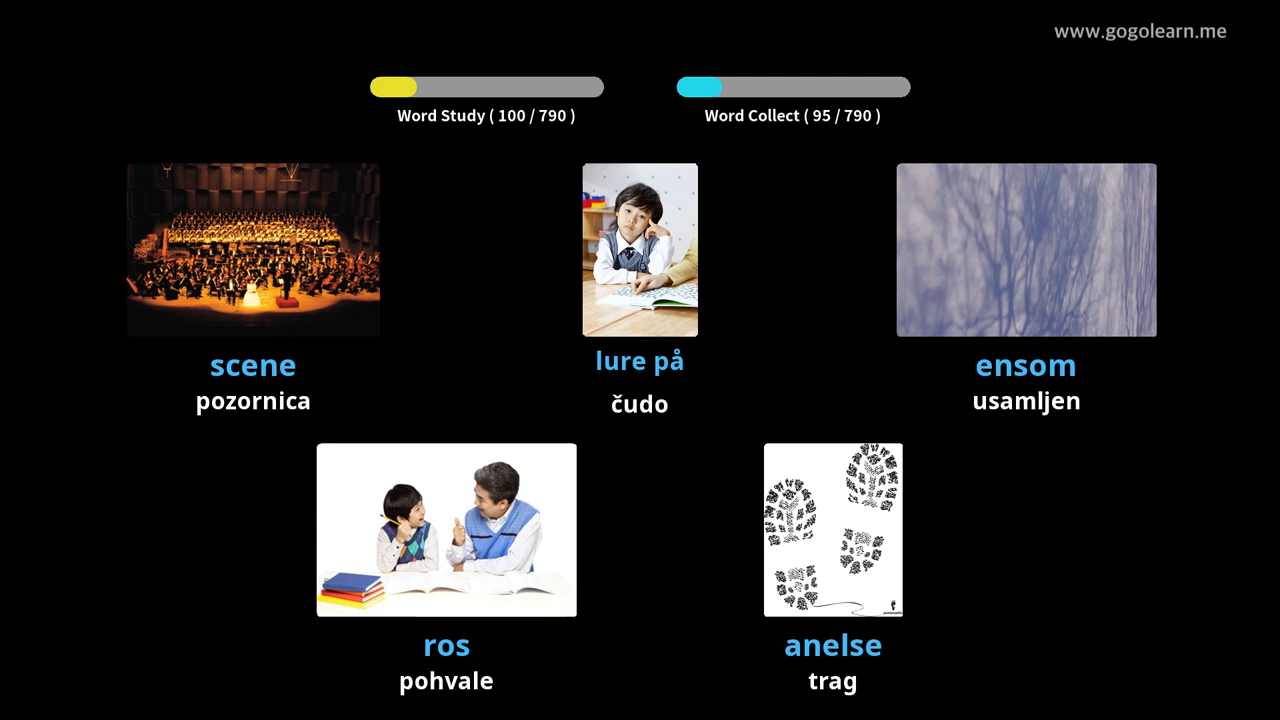 www.gogolearn.me
Word Study ( 100 / 790 )
Word Collect ( 95 / 790 )
scene
pozornica
lure på
čudo
ensom
usamljen
ros
pohvale
anelse
trag